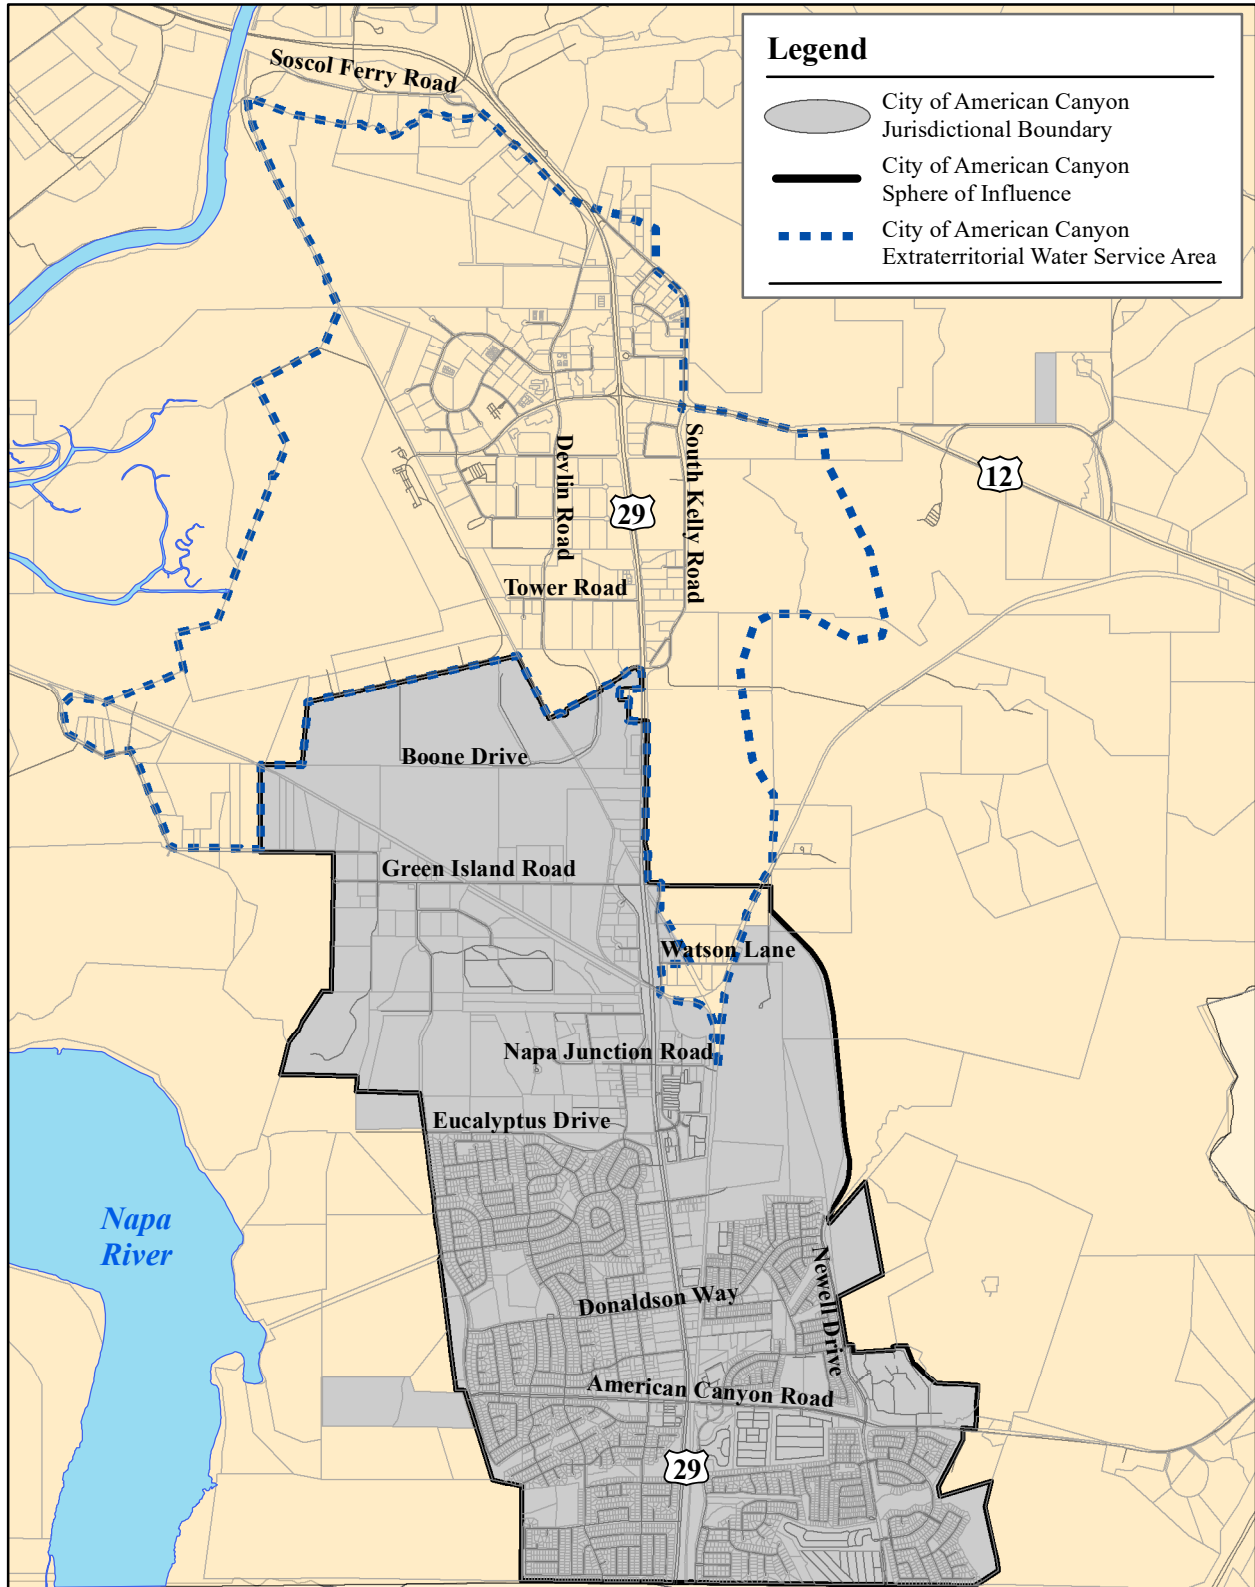 Soscol Ferry Road
Legend
City of American Canyon
Jurisdictional Boundary
City of American Canyon
Sphere of Influence
City of American Canyon
Extraterritorial Water Service Area
Devlin Road
29
South Kelly Road
12
Tower Road
Boone Drive
Green Island Road
Watson Lane
Napa Junction Road
Eucalyptus Drive
Napa
River
Newell Drive
Donaldson Way
American Canyon Road
29